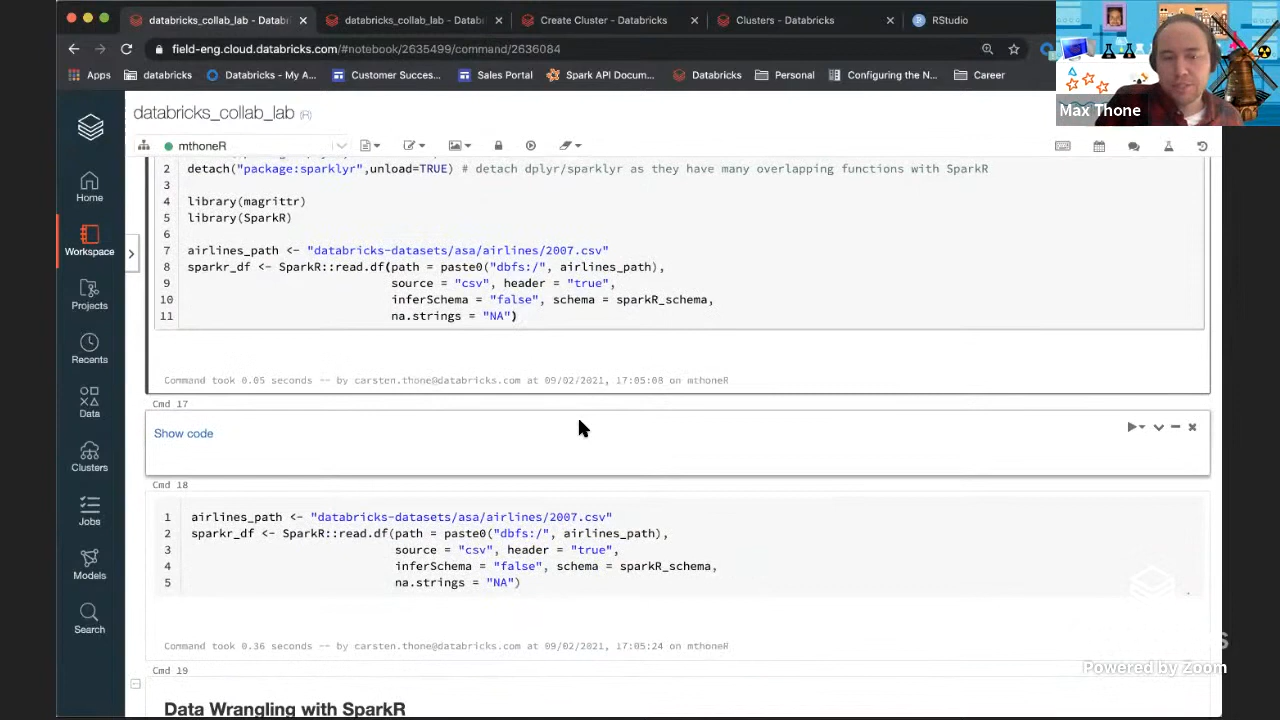 databricks_collab_lab - Datab
databricks_collab_lab - Datab
Create Cluster - Databricks
Clusters - Databricks
RStudio
field-eng.cloud.databricks.com/#notebook/2635499/command/2636084
Apps
databricks
Databricks - My A...
Customer Succes...
Sales Portal
Spark API Docum...
Databricks
Personal
Configuring the N...
Career
Max Thone
databricks_collab_lab (R)
mthoneR
Home
Workspace
Projects
Recents
Data
Clusters
Jobs
Models
Search
2 detach("package:sparklyr",unload=TRUE) # detach dplyr/sparklyr as they have many overlapping functions with SparkR
3
4 library(magrittr)
5 library(SparkR)
6
7 airlines_path <- "databricks-datasets/asa/airlines/2007.csv"
8 sparkr_df <- SparkR::read.df(path = paste0("dbfs:/", airlines_path),
9 source = "csv", header = "true",
10 inferSchema = "false", schema = sparkR_schema,
11 na.strings = "NA")
Command took 0.05 seconds -- by carsten.thone@databricks.com at 09/02/2021, 17:05:08 on mthoneR
Cmd 17
Show code
Cmd 18
1 airlines_path <- "databricks-datasets/asa/airlines/2007.csv"
2 sparkr_df <- SparkR::read.df(path = paste0("dbfs:/", airlines_path),
3 source = "csv", header = "true",
4 inferSchema = "false", schema = sparkR_schema,
5 na.strings = "NA")
Command took 0.36 seconds -- by carsten.thone@databricks.com at 09/02/2021, 17:05:24 on mthoneR
Cmd 19
Powered by Zoom
Data Wrangling with SparkR